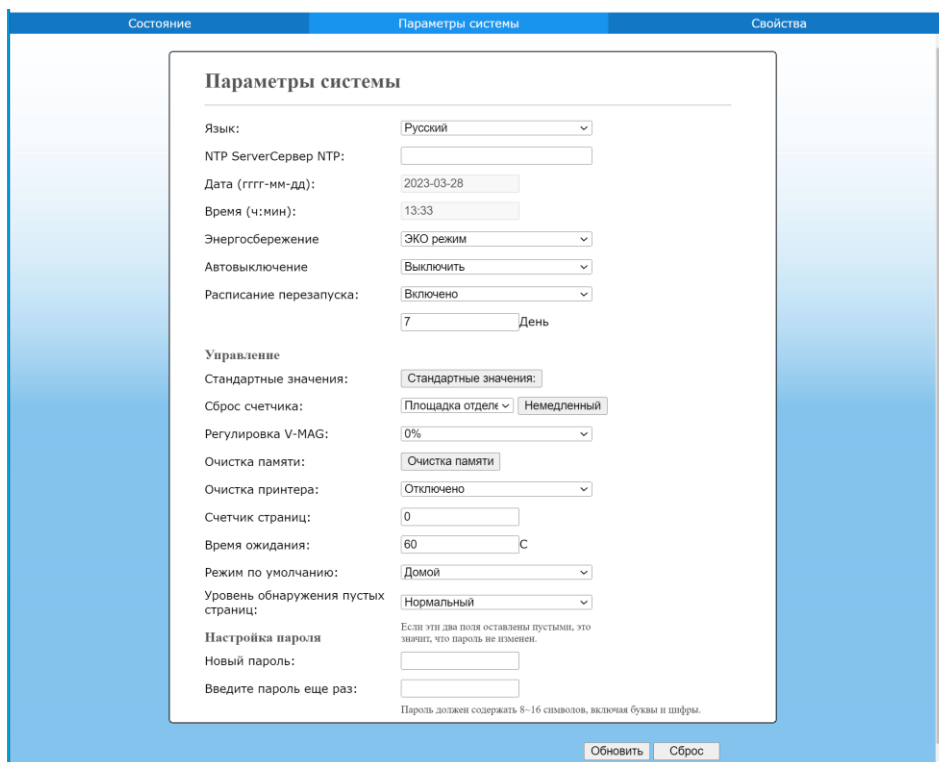 Состояние Параметры системы Свойства
Параметры системы
Язык: Русский
NTP ServerСервер NTP:
Дата (гггг-мм-дд): 2023-03-28
Время (ч:мин): 13:33
Энергосбережение ЭКО режим
Автовыключение Выключить
Расписание перезапуска: Включено
7 День
Управление
Стандартные значения: Стандартные значения:
Сброс счетчика: Площадка отделе Немедленный
Регулировка V-MAG: 0%
Очистка памяти: Очистка памяти
Очистка принтера: Отключено
Счетчик страниц: 0
Время ожидания: 60 С
Режим по умолчанию: Домой
Уровень обнаружения пустых
страниц: Нормальный
Если эти два поля оставлены пустыми, это
значит, что пароль не изменен.
Настройка пароля
Новый пароль:
Введите пароль еще раз:
Пароль должен содержать 8~16 символов, включая буквы и цифры.
Обновить Сброс